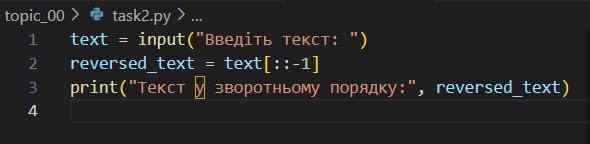 topic_00 > task2.py > ...
1 text = input("Введіть текст: ")
2 reversed_text = text[::-1]
3 print("Текст у зворотньому порядку:", reversed_text)
4